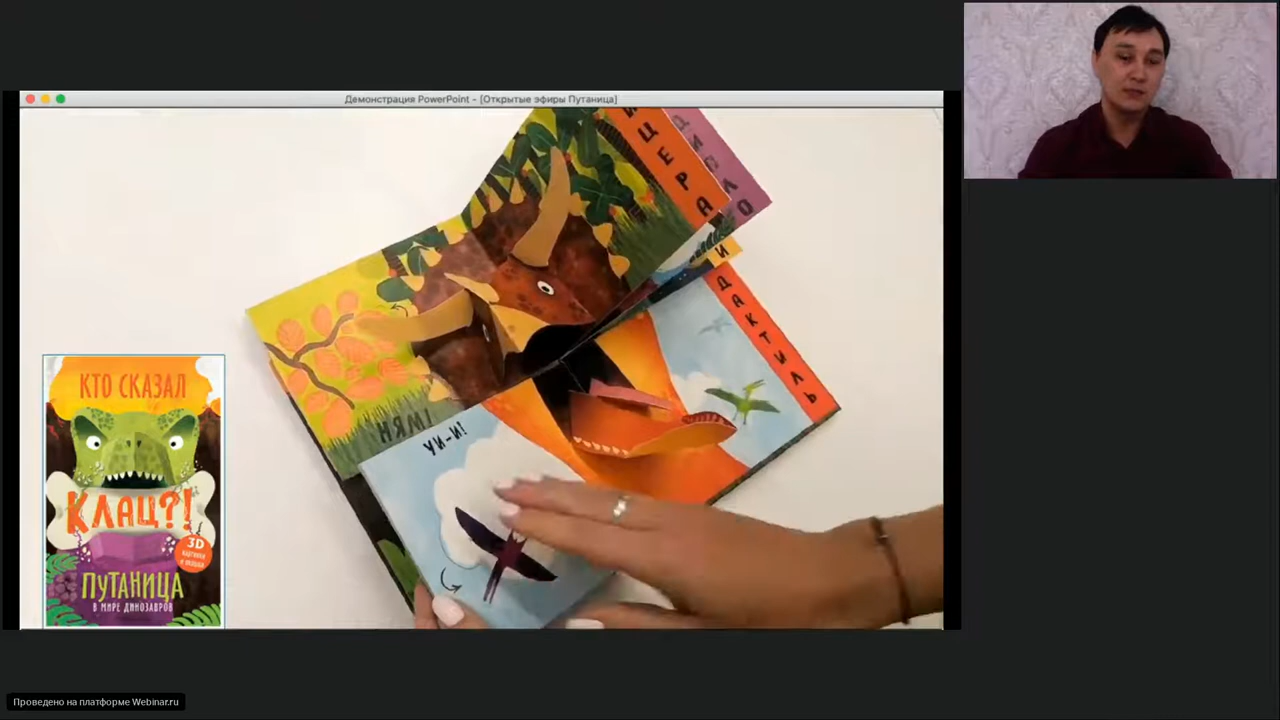 Демонстрация PowerPoint - [Открытые эфиры Путаница]
ЦЕРА
ДАКТИЛЬ
НЯМ!
УИ-И!
КТО СКАЗАЛ
КЛАЦ?!
3D
ПУТАНИЦА
В МИРЕ ДИНОЗАВРОВ
Проведено на платформе Webinar.ru